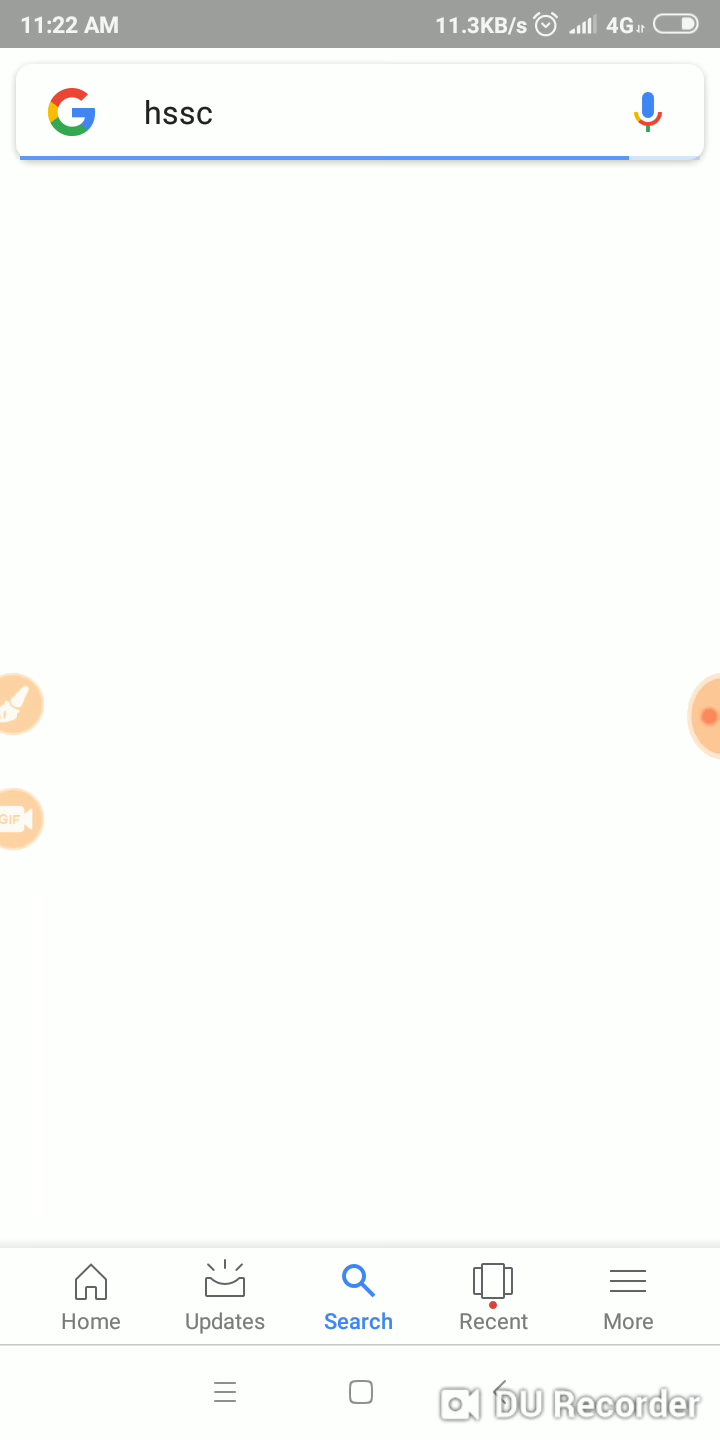 11:22 AM 11.3KB/s 4G
hssc
GIF
Home Updates Search Recent More
DU Recorder